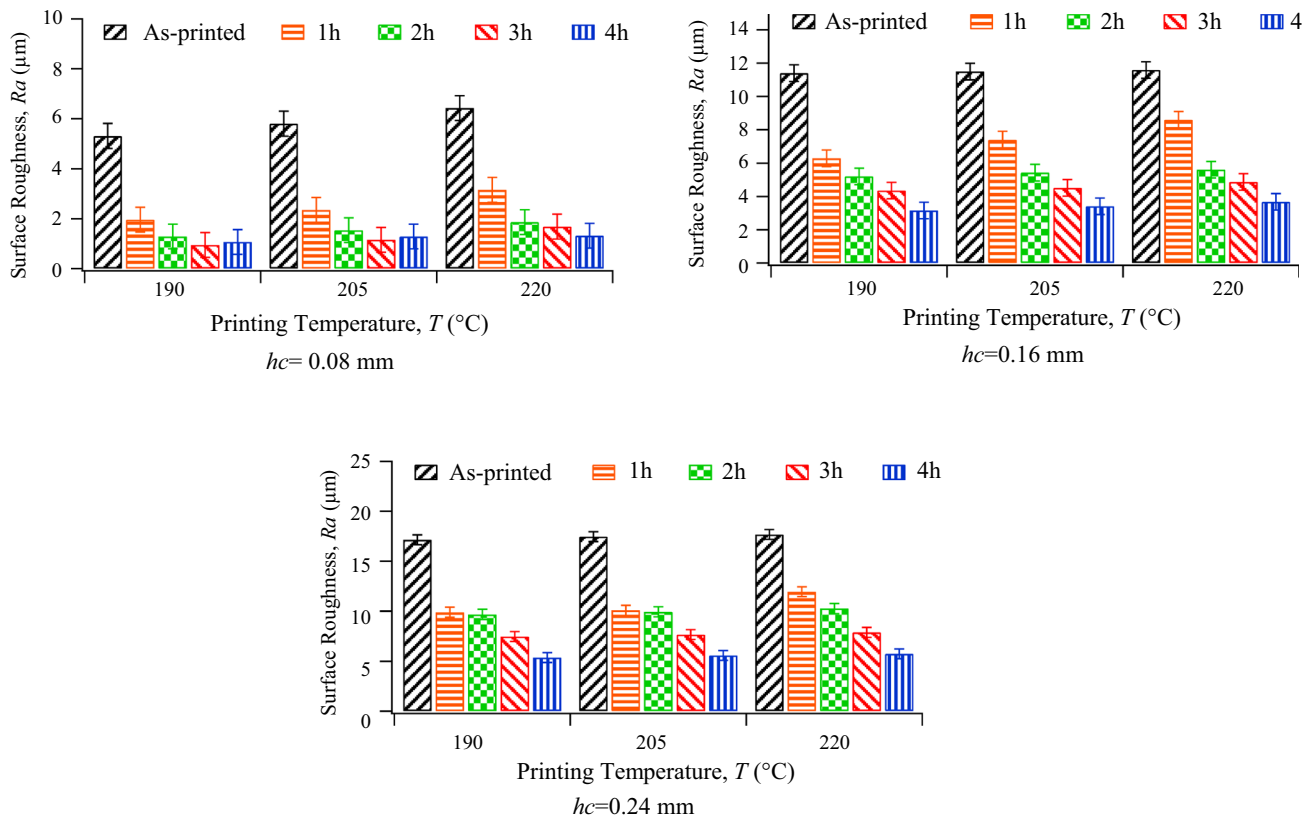 Surface Roughness, Ra (μm)
10
8
6
4
2
0
As-printed 1h 2h 3h 4h
190 205 220
Printing Temperature, T (°C)
hc= 0.08 mm
Surface Roughness, Ra (μm)
14
12
10
8
6
4
2
0
As-printed 1h 2h 3h 4
190 205 220
Printing Temperature, T (°C)
hc=0.16 mm
Surface Roughness, Ra (μm)
25
20
15
10
5
0
As-printed 1h 2h 3h 4h
190 205 220
Printing Temperature, T (°C)
hc=0.24 mm